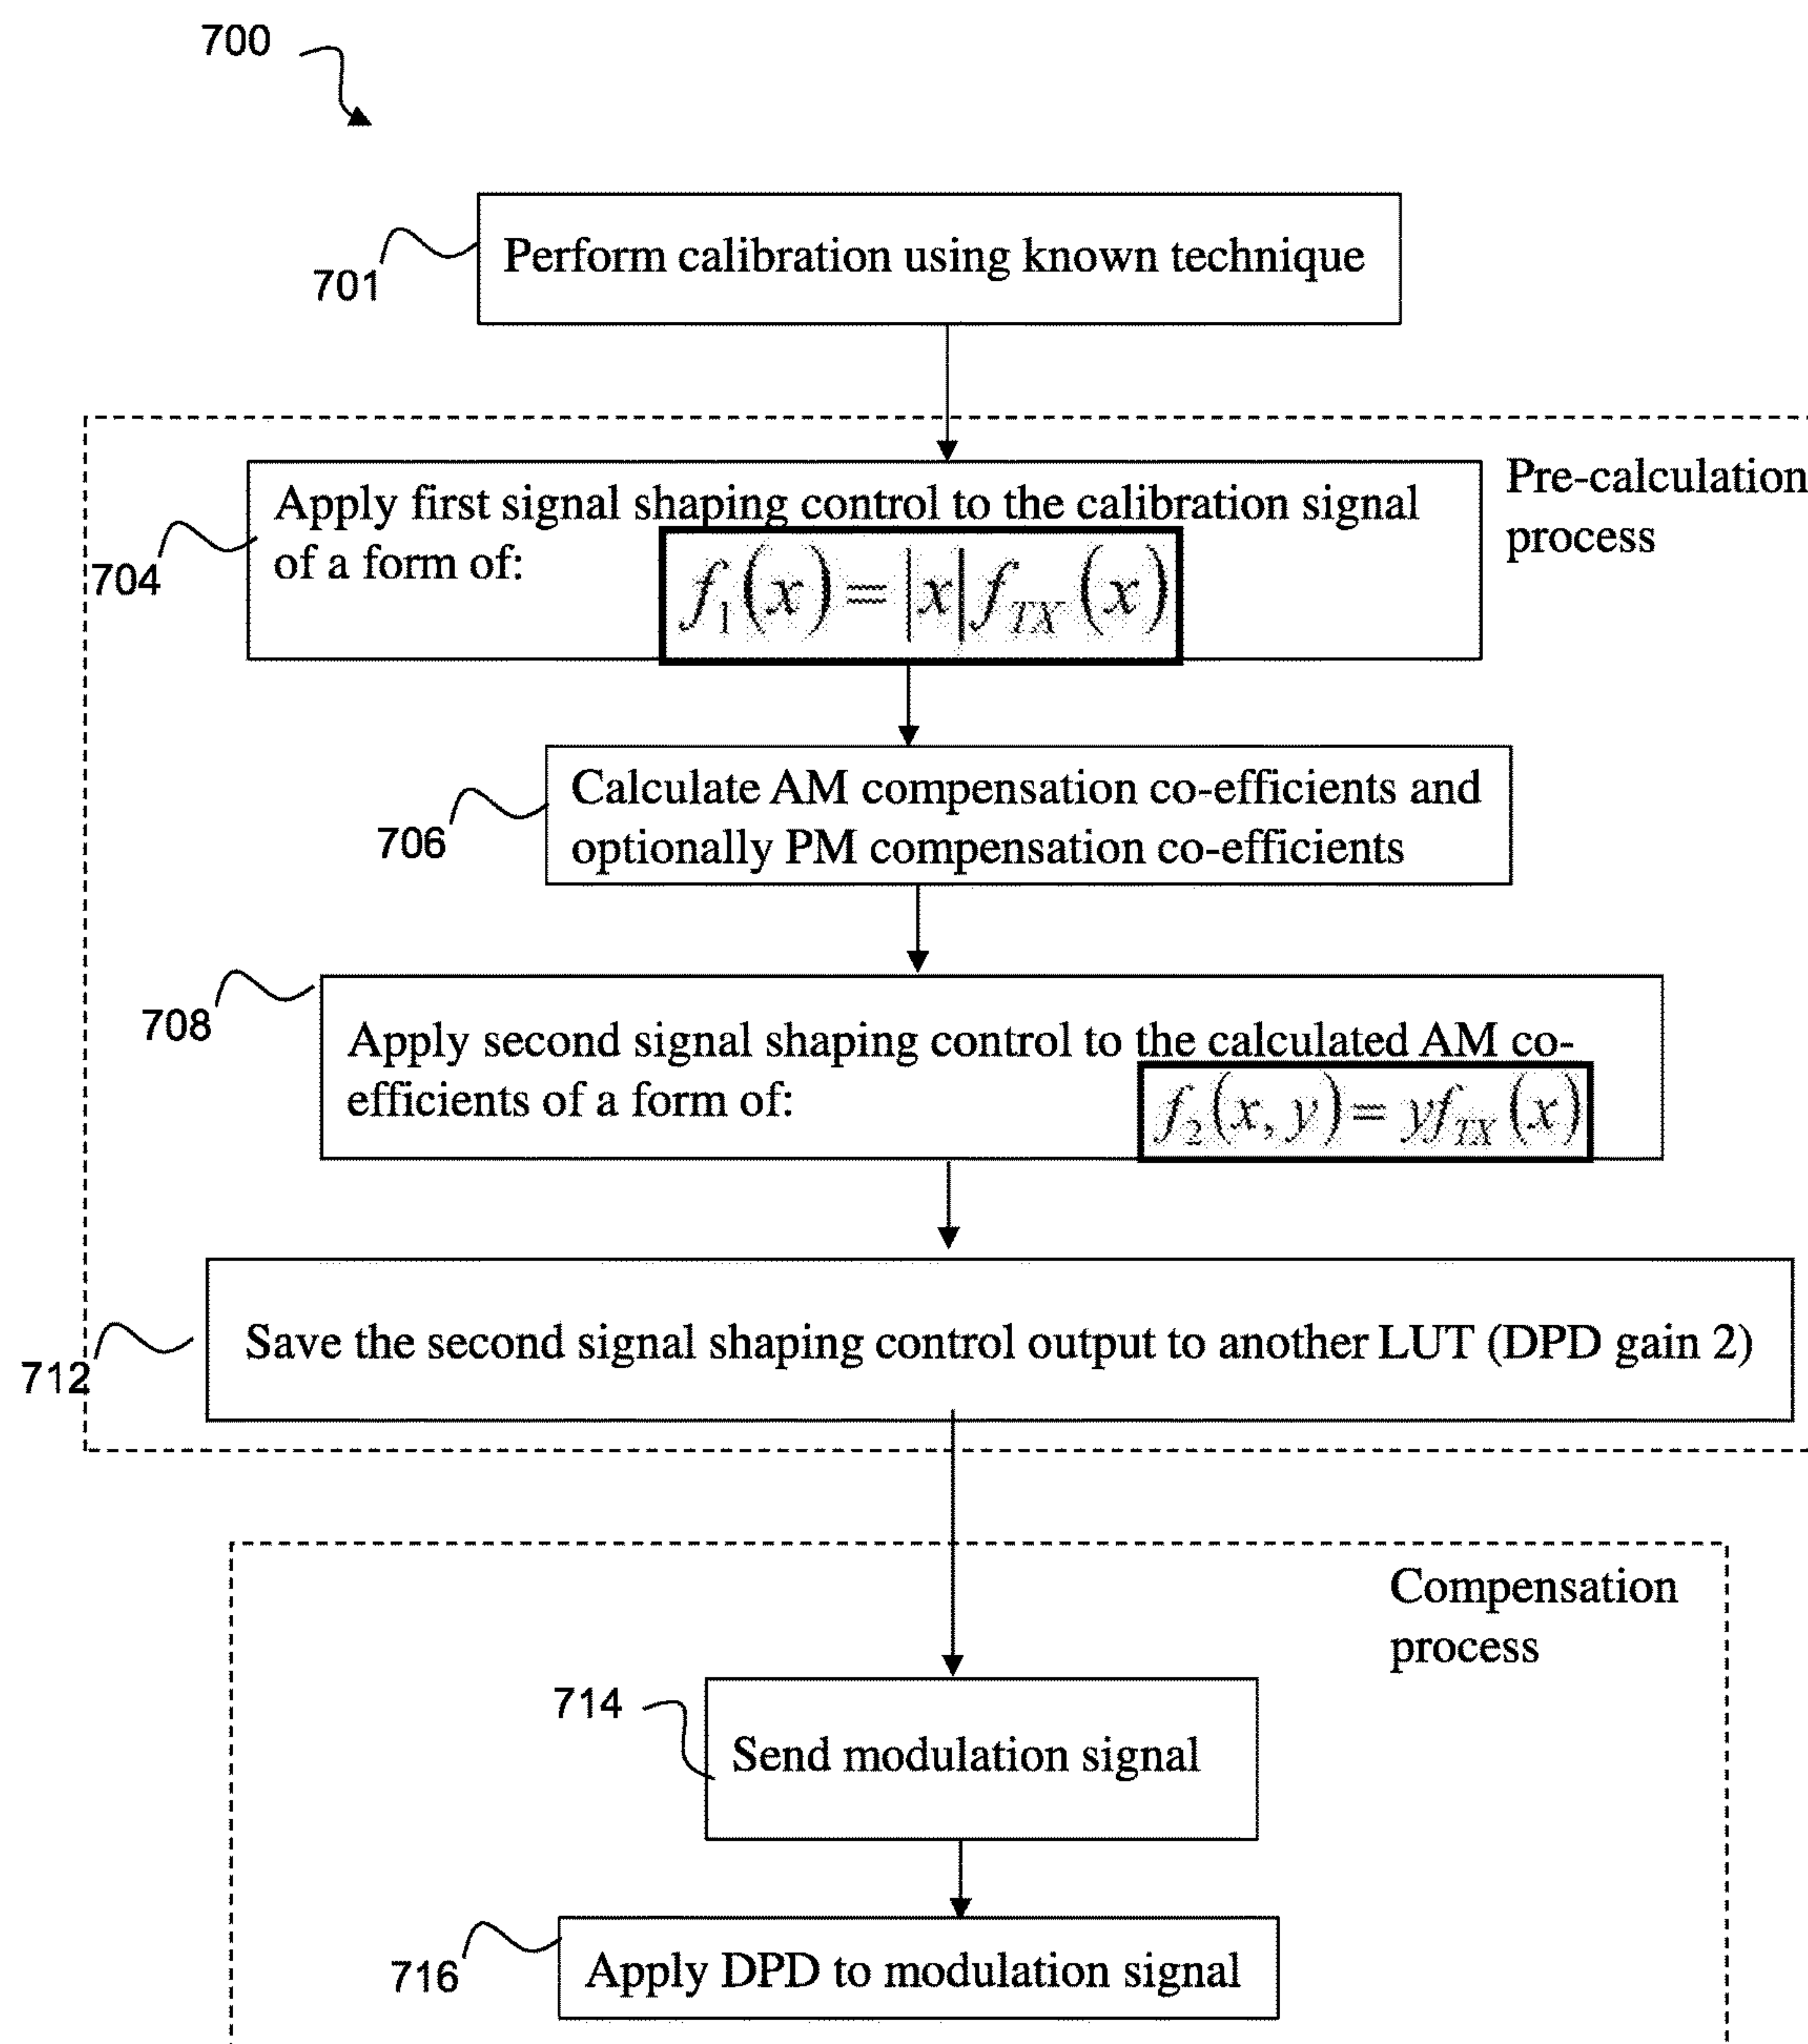 700
701
Perform calibration using known technique
Pre-calculation
process
704
Apply first signal shaping control to the calibration signal
of a form of: f₁(x)=|x|f_TX(x)
706
Calculate AM compensation co-efficients and
optionally PM compensation co-efficients
708
Apply second signal shaping control to the calculated AM co-
efficients of a form of: f₂(x, y)= yf_TX(x)
712
Save the second signal shaping control output to another LUT (DPD gain 2)
Compensation
process
714
Send modulation signal
716
Apply DPD to modulation signal